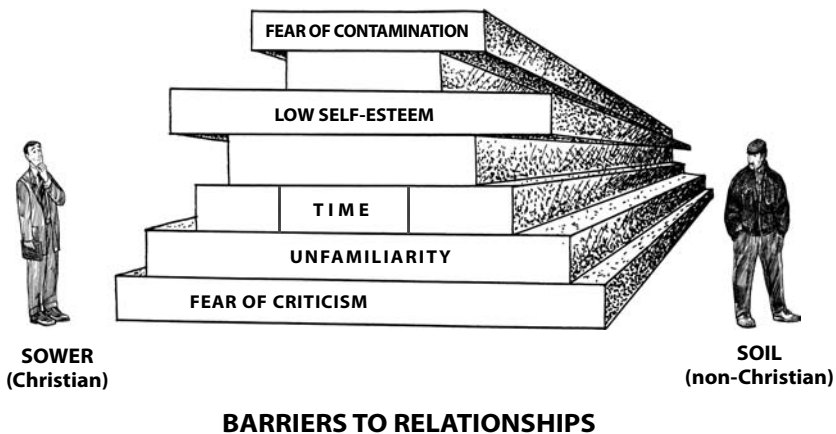 FEAR OF CONTAMINATION
LOW SELF-ESTEEM
TIME
UNFAMILIARITY
FEAR OF CRITICISM
SOWER
(Christian)
SOIL
(non-Christian)
BARRIERS TO RELATIONSHIPS